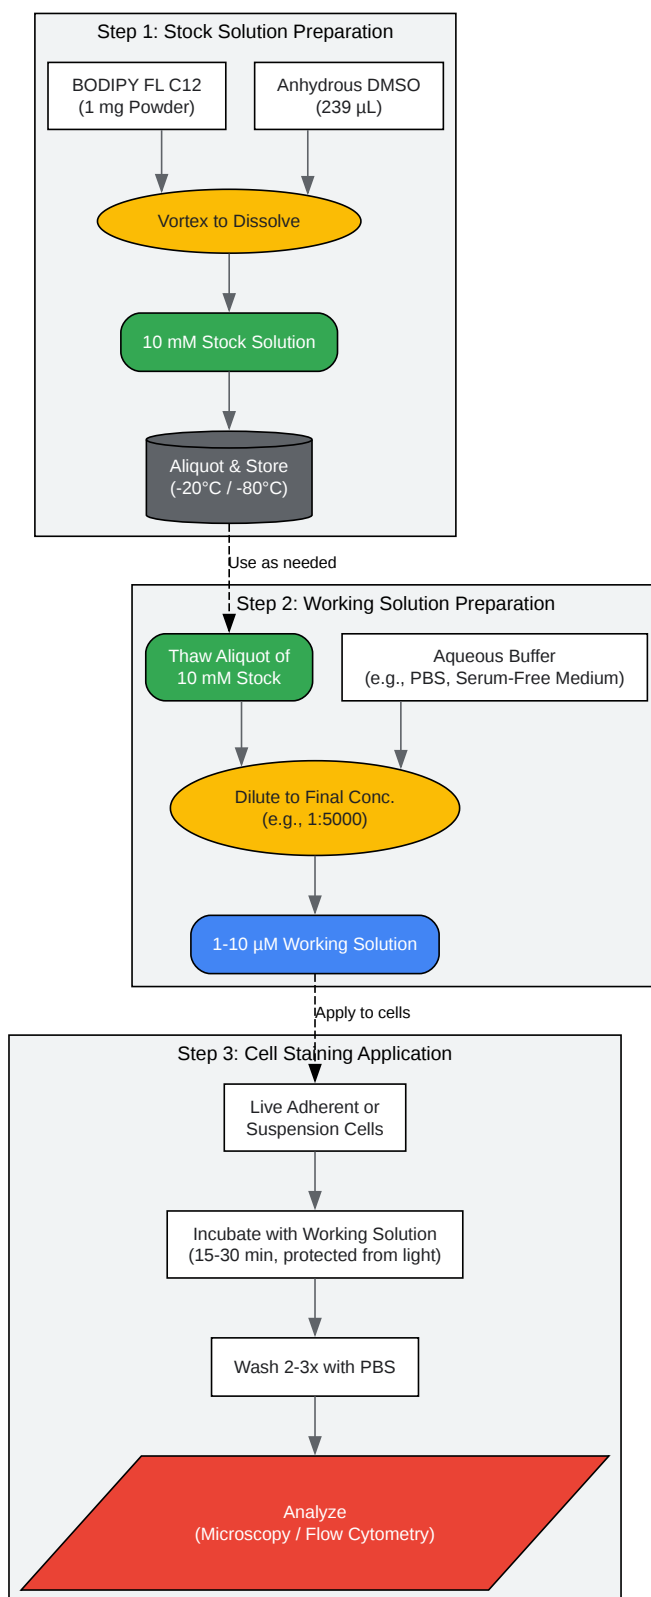 Step 1: Stock Solution Preparation
BODIPY FL C12
(1 mg Powder)
Anhydrous DMSO
(239 µL)
Vortex to Dissolve
10 mM Stock Solution
Aliquot & Store
(-20°C / -80°C)
Use as needed
Step 2: Working Solution Preparation
Thaw Aliquot of
10 mM Stock
Aqueous Buffer
(e.g., PBS, Serum-Free Medium)
Dilute to Final Conc.
(e.g., 1:5000)
1-10 µM Working Solution
Apply to cells
Step 3: Cell Staining Application
Live Adherent or
Suspension Cells
Incubate with Working Solution
(15-30 min, protected from light)
Wash 2-3x with PBS
Analyze
(Microscopy / Flow Cytometry)